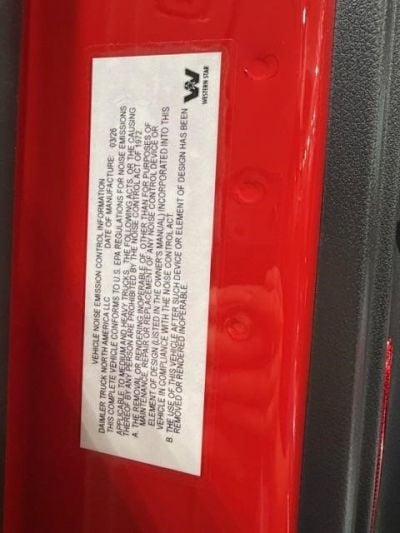 VEHICLE NOISE EMISSION CONTROL INFORMATION
DAIMLER TRUCK NORTH AMERICA LLC DATE OF MANUFACTURE: 03/26
THIS COMPLETE VEHICLE CONFORMS TO U.S. EPA REGULATIONS FOR NOISE EMISSIONS
APPLICABLE TO MEDIUM AND HEAVY TRUCKS. THE FOLLOWING ACTS, OR THE CAUSING
THEREOF BY ANY PERSON ARE PROHIBITED BY THE NOISE CONTROL ACT OF 1972
A. THE REMOVAL, OR RENDERING INOPERABLE, OF OTHER THAN FOR PURPOSES OF
MAINTENANCE, REPAIR OR REPLACEMENT OF ANY NOISE CONTROL DEVICE OR
ELEMENT OF DESIGN (LISTED IN THE OWNER'S MANUAL) INCORPORATED INTO THIS
VEHICLE IN COMPLIANCE WITH THE NOISE CONTROL ACT.
B. THE USE OF THIS VEHICLE AFTER SUCH DEVICE OR ELEMENT OF DESIGN HAS BEEN
REMOVED OR RENDERED INOPERABLE.
WESTERN STAR